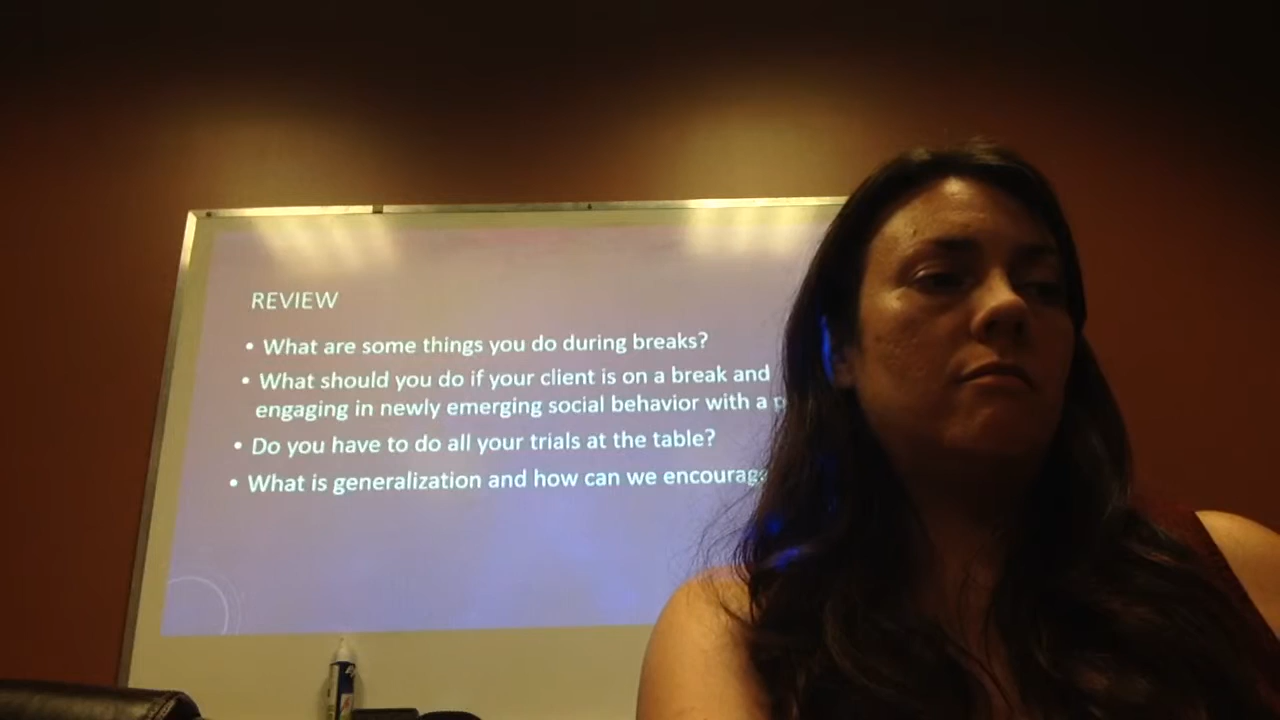 REVIEW
• What are some things you do during breaks?
• What should you do if your client is on a break and
engaging in newly emerging social behavior with a
• Do you have to do all your trials at the table?
• What is generalization and how can we encourage